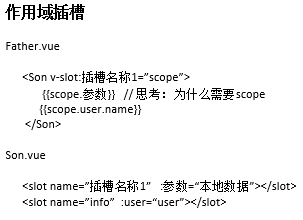 作用域插槽
Father.vue
<Son v-slot:插槽名称1=”scope”>
{{scope.参数}} // 思考：为什么需要scope
{{scope.user.name}}
</Son>
Son.vue
<slot name=”插槽名称1” :参数=“本地数据”></slot>
<slot name=”info” :user=“user”></slot>